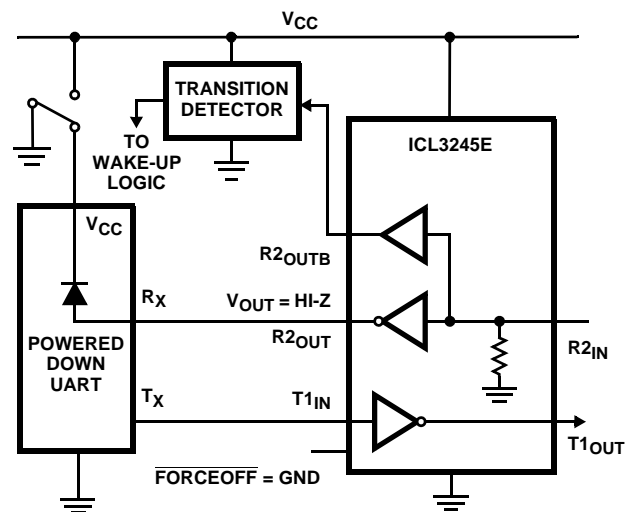 VCC
TRANSITION
DETECTOR
TO
WAKE-UP
LOGIC
ICL3245E
VCC
R2OUTB
RX
VOUT = HI-Z
R2OUT
R2IN
POWERED
DOWN
UART
TX
T1IN
T1OUT
FORCEOFF = GND